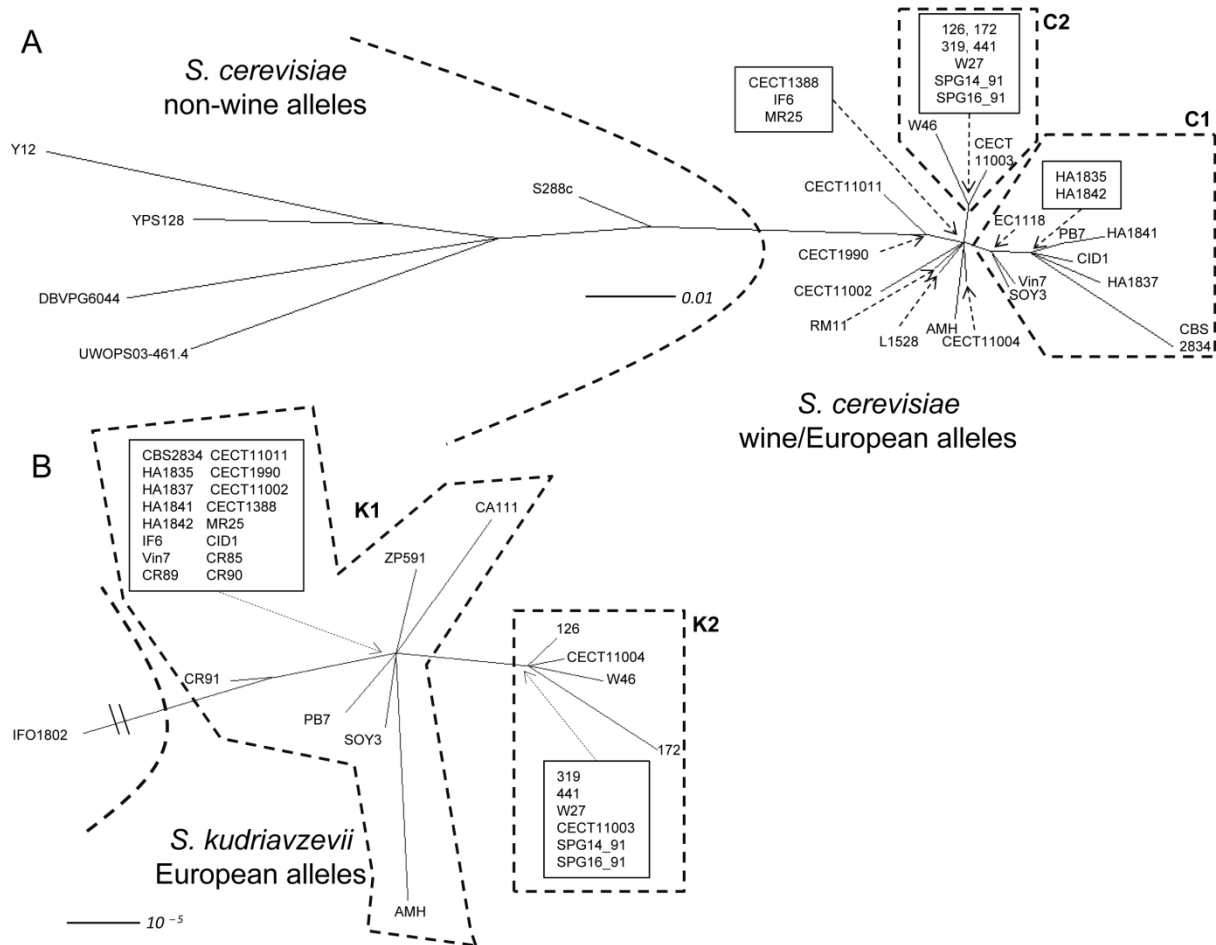 A
S. cerevisiae
non-wine alleles
Y12
YPS128
DBVPG6044
UWOPS03-461.4
S288c
0.01
CECT1388
IF6
MR25
C2
126, 172
319, 441
W27
SPG14_91
SPG16_91
W46
CECT
11003
C1
HA1835
HA1842
CECT11011
CECT1990
EC1118
PB7
HA1841
CID1
HA1837
Vin7
SOY3
CECT11002
RM11
L1528
AMH
CECT11004
CBS
2834
S. cerevisiae
wine/European alleles
B
CBS2834 CECT11011
HA1835 CECT1990
HA1837 CECT11002
HA1841 CECT1388
HA1842 MR25
IF6 CID1
Vin7 CR85
CR89 CR90
K1
CA111
ZP591
K2
126
CECT11004
W46
172
CR91
IFO1802
PB7
SOY3
319
441
W27
CECT11003
SPG14_91
SPG16_91
S. kudriavzevii
European alleles
AMH
10 ⁻⁵